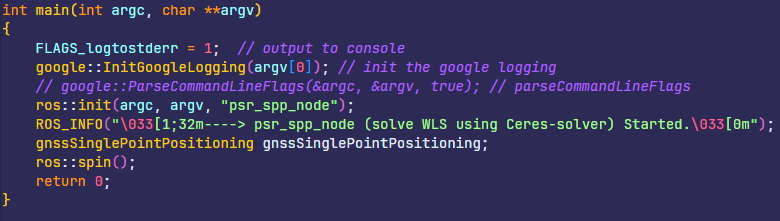 int main(int argc, char **argv)
{
    FLAGS_logtostderr = 1;  // output to console
    google::InitGoogleLogging(argv[0]); // init the google logging
    // google::ParseCommandLineFlags(&argc, &argv, true); // parseCommandLineFlags
    ros::init(argc, argv, "psr_spp_node");
    ROS_INFO("\033[1;32m----> psr_spp_node (solve WLS using Ceres-solver) Started.\033[0m");
    gnssSinglePointPositioning gnssSinglePointPositioning;
    ros::spin();
    return 0;
}